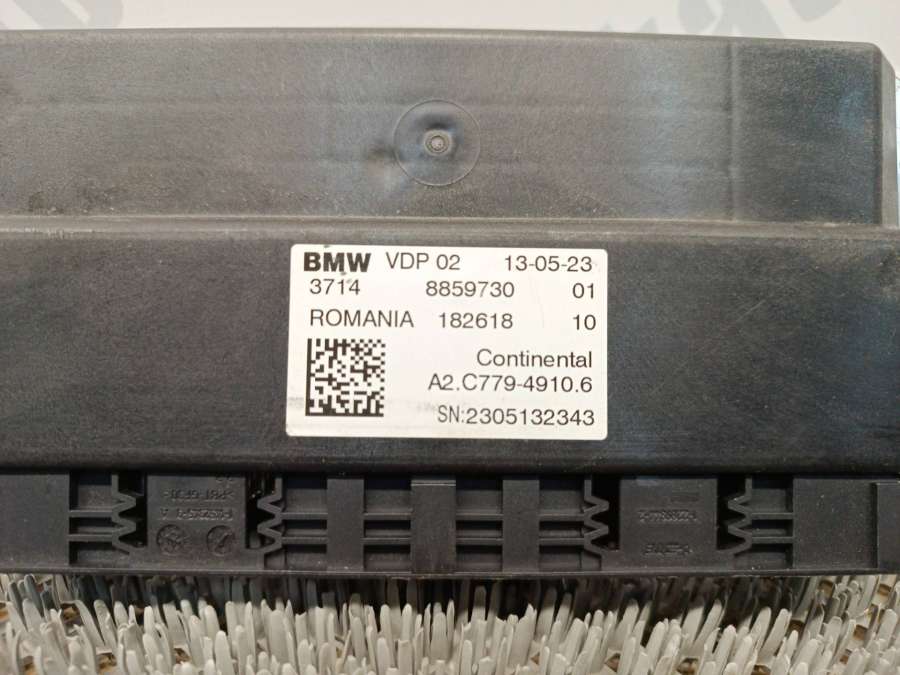 BMW VDP 02 13-05-23
3714 8859730 01
ROMANIA 182618 10
Continental
A2.C779-4910.6
SN:2305132343